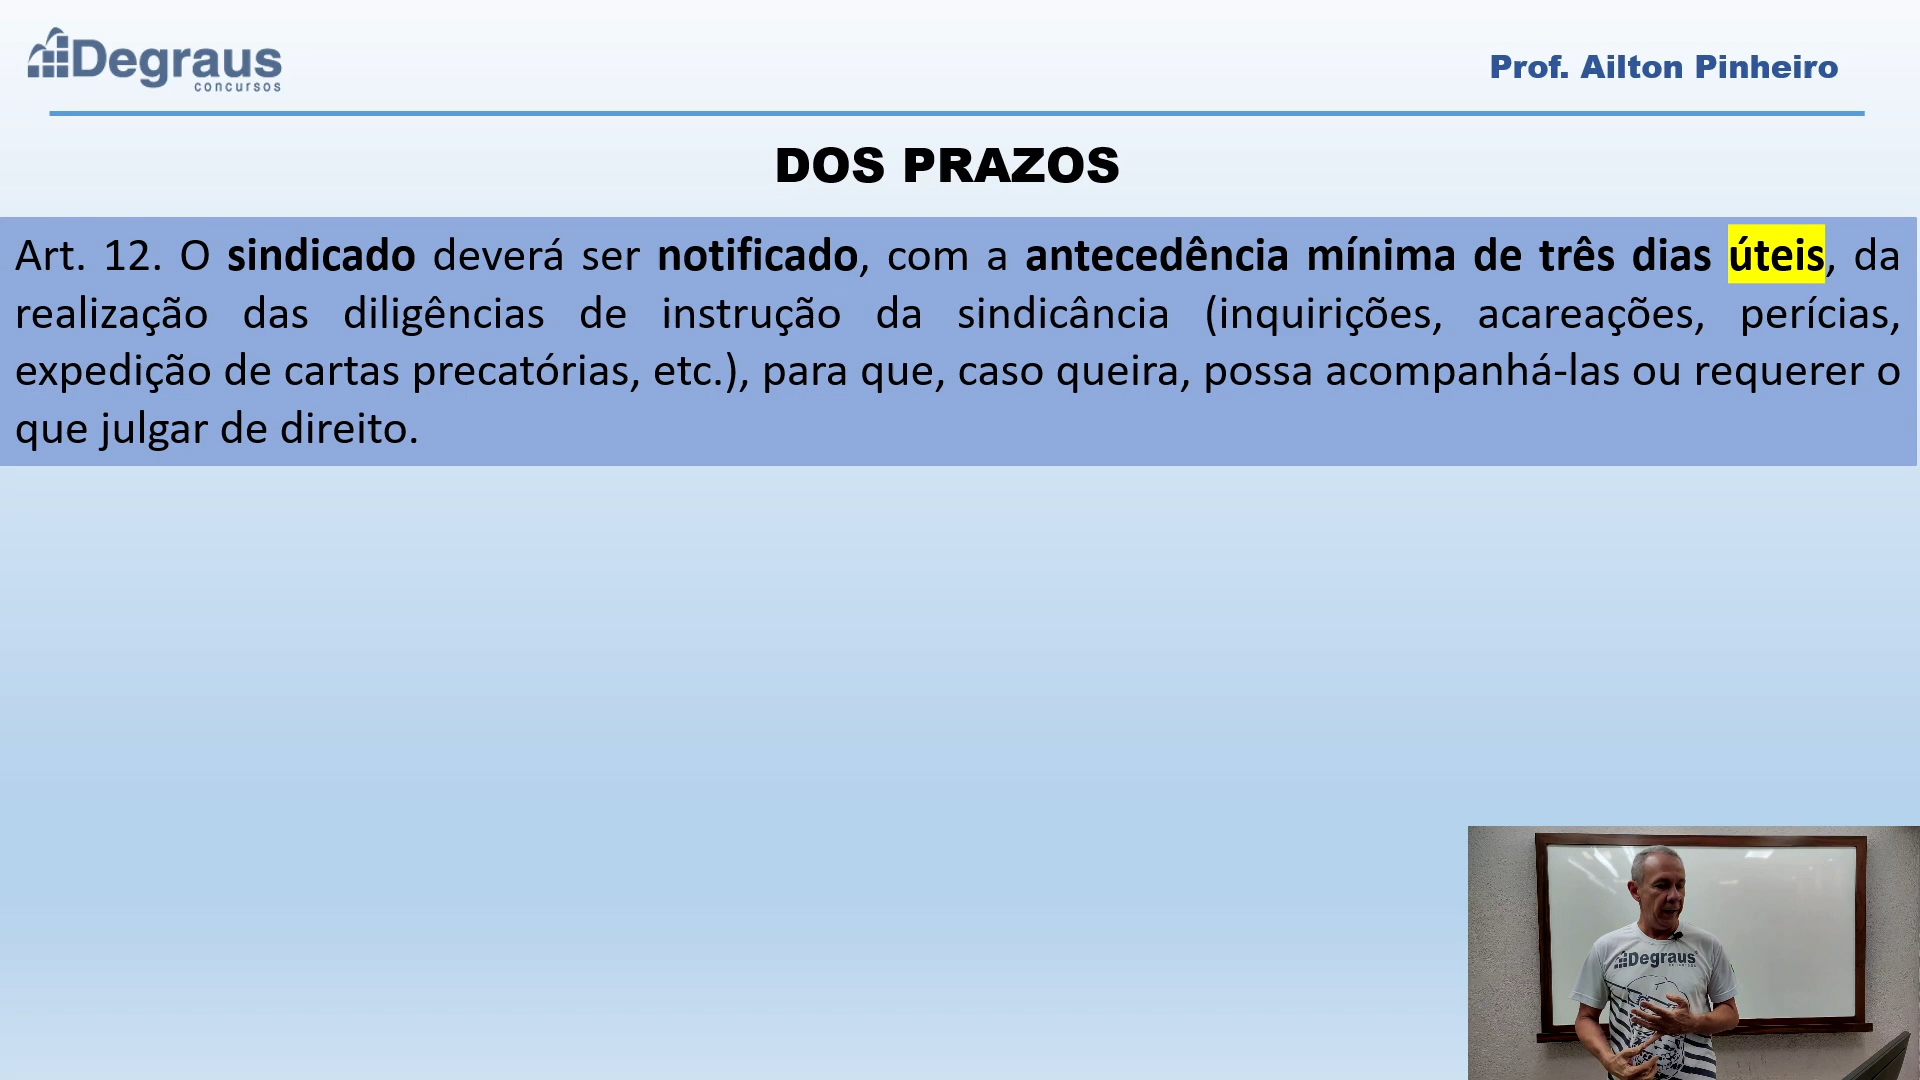 Degraus
concursos
Prof. Ailton Pinheiro
DOS PRAZOS
Art. 12. O sindicado deverá ser notificado, com a antecedência mínima de três dias úteis, da
realização das diligências de instrução da sindicância (inquirições, acareações, perícias,
expedição de cartas precatórias, etc.), para que, caso queira, possa acompanhá-las ou requerer o
que julgar de direito.
Degraus